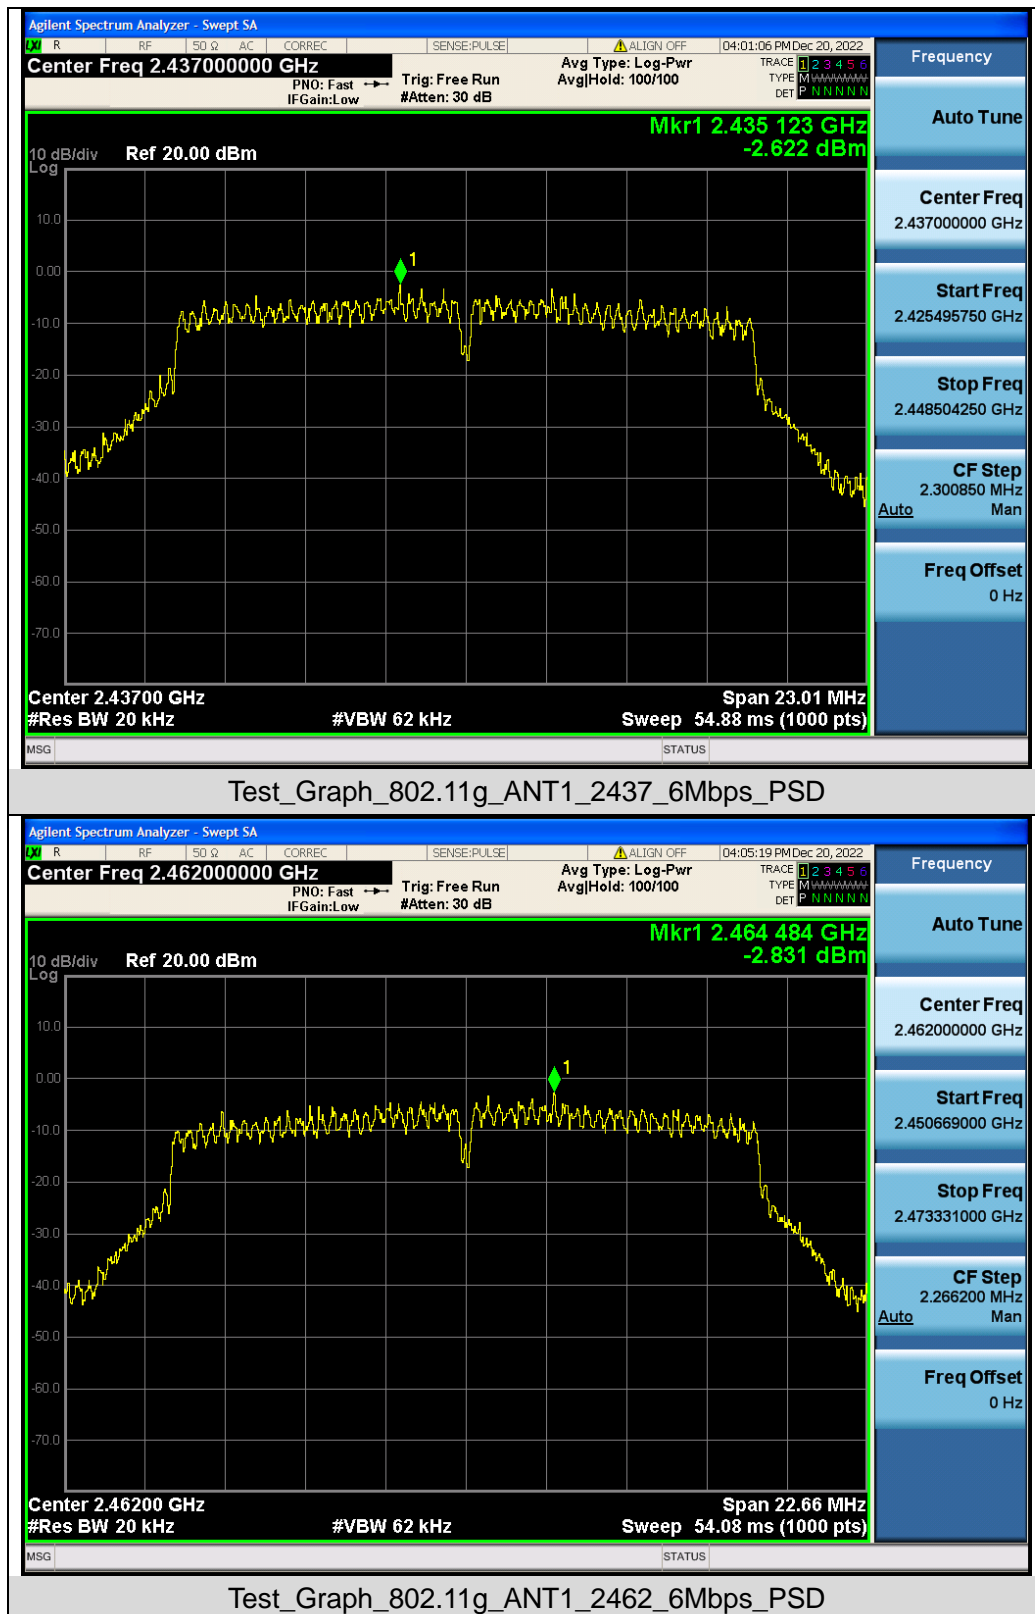 Agilent Spectrum Analyzer - Swept SA
LXI R RF 50 Ω AC CORREC SENSE:PULSE ALIGN OFF 04:01:06 PM Dec 20, 2022
Center Freq 2.437000000 GHz
PNO: Fast
IFGain:Low
Trig: Free Run
#Atten: 30 dB
Avg Type: Log-Pwr
Avg|Hold: 100/100
TRACE 1 2 3 4 5 6
TYPE M
DET P N N N N N
Mkr1 2.435 123 GHz
-2.622 dBm
10 dB/div
Log
Ref 20.00 dBm
10.0
0.00
-10.0
-20.0
-30.0
-40.0
-50.0
-60.0
-70.0
1
Center 2.43700 GHz
#Res BW 20 kHz
#VBW 62 kHz
Span 23.01 MHz
Sweep 54.88 ms (1000 pts)
MSG
STATUS
Frequency
Auto Tune
Center Freq
2.437000000 GHz
Start Freq
2.425495750 GHz
Stop Freq
2.448504250 GHz
CF Step
2.300850 MHz
Auto Man
Freq Offset
0 Hz
Test_Graph_802.11g_ANT1_2437_6Mbps_PSD
Agilent Spectrum Analyzer - Swept SA
LXI R RF 50 Ω AC CORREC SENSE:PULSE ALIGN OFF 04:05:19 PM Dec 20, 2022
Center Freq 2.462000000 GHz
PNO: Fast
IFGain:Low
Trig: Free Run
#Atten: 30 dB
Avg Type: Log-Pwr
Avg|Hold: 100/100
TRACE 1 2 3 4 5 6
TYPE M
DET P N N N N N
Mkr1 2.464 484 GHz
-2.831 dBm
10 dB/div
Log
Ref 20.00 dBm
10.0
0.00
-10.0
-20.0
-30.0
-40.0
-50.0
-60.0
-70.0
1
Center 2.46200 GHz
#Res BW 20 kHz
#VBW 62 kHz
Span 22.66 MHz
Sweep 54.08 ms (1000 pts)
MSG
STATUS
Frequency
Auto Tune
Center Freq
2.462000000 GHz
Start Freq
2.450669000 GHz
Stop Freq
2.473331000 GHz
CF Step
2.266200 MHz
Auto Man
Freq Offset
0 Hz
Test_Graph_802.11g_ANT1_2462_6Mbps_PSD